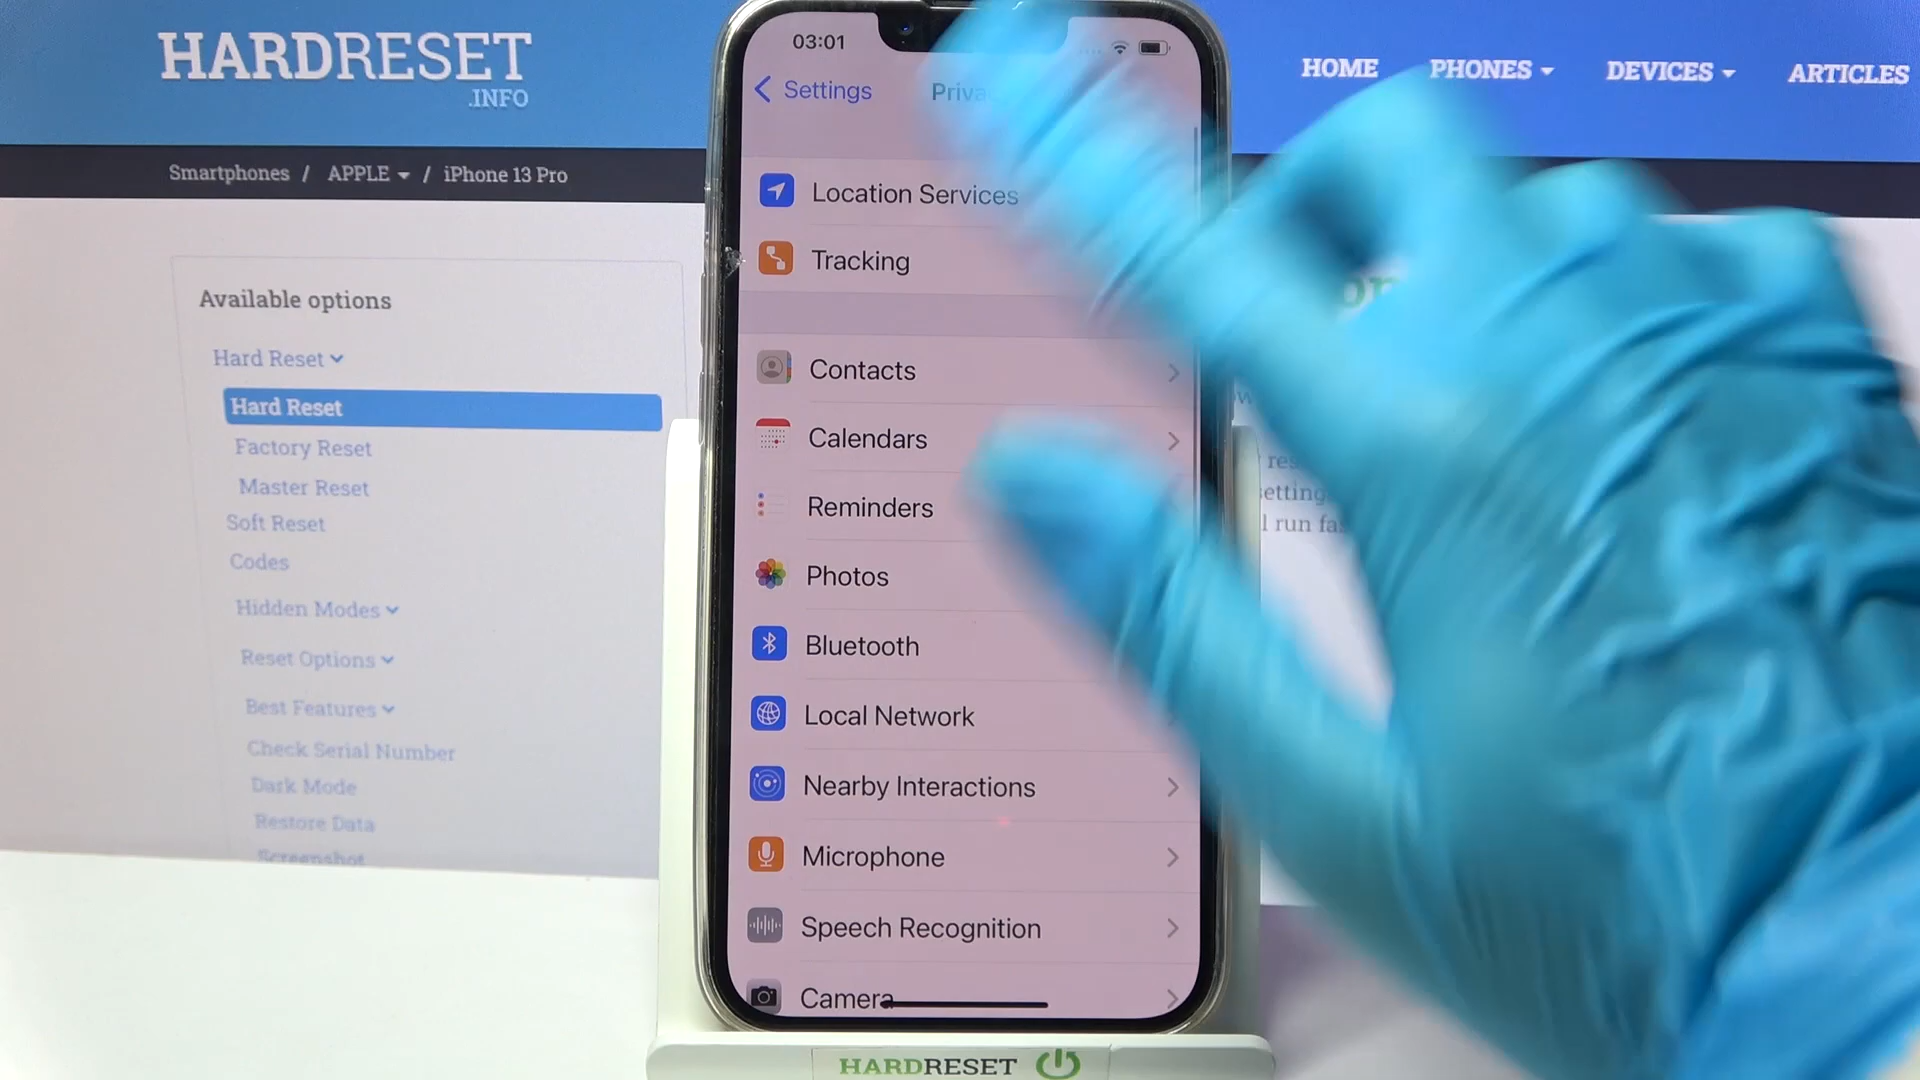 HARDRESET
.INFO
HOME PHONES DEVICES ARTICLES
Smartphones / APPLE / iPhone 13 Pro
Available options
Hard Reset
Hard Reset
Factory Reset
Master Reset
Soft Reset
Codes
Hidden Modes
Reset Options
Best Features
Check Serial Number
Dark Mode
Restore Data
Screenshot
03:01
Settings
Location Services
Tracking
Contacts
Calendars
Reminders
Photos
Bluetooth
Local Network
Nearby Interactions
Microphone
Speech Recognition
Camera
HARDRESET